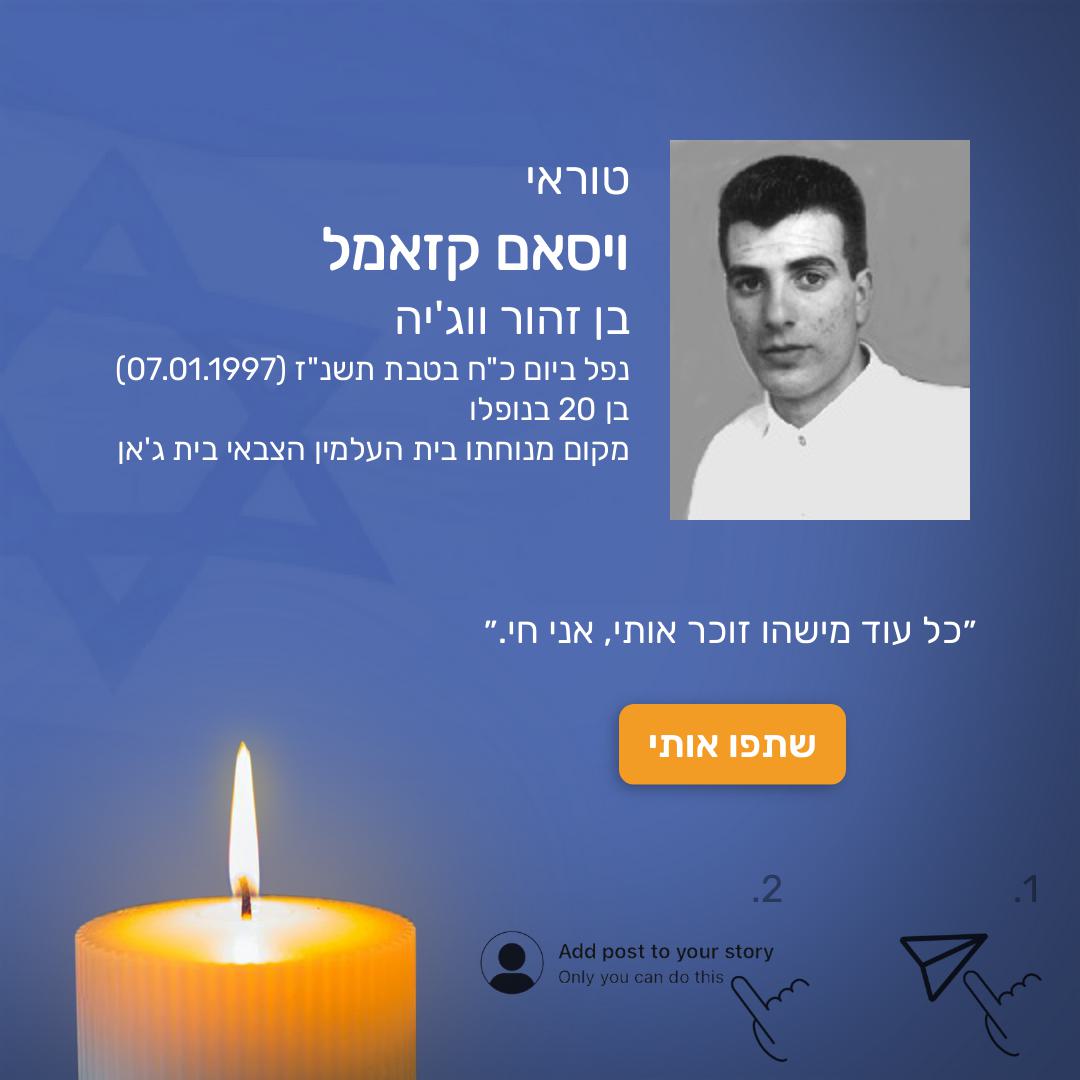 טוראי
ויסאם קזאמל
בן זהור ווג'יה
נפל ביום כ"ח בטבת תשנ"ז (07.01.1997)
בן 20 בנופלו
מקום מנוחתו בית העלמין הצבאי בית ג'אן
״כל עוד מישהו זוכר אותי, אני חי.״
שתפו אותי
.1
.2
Add post to your story
Only you can do this